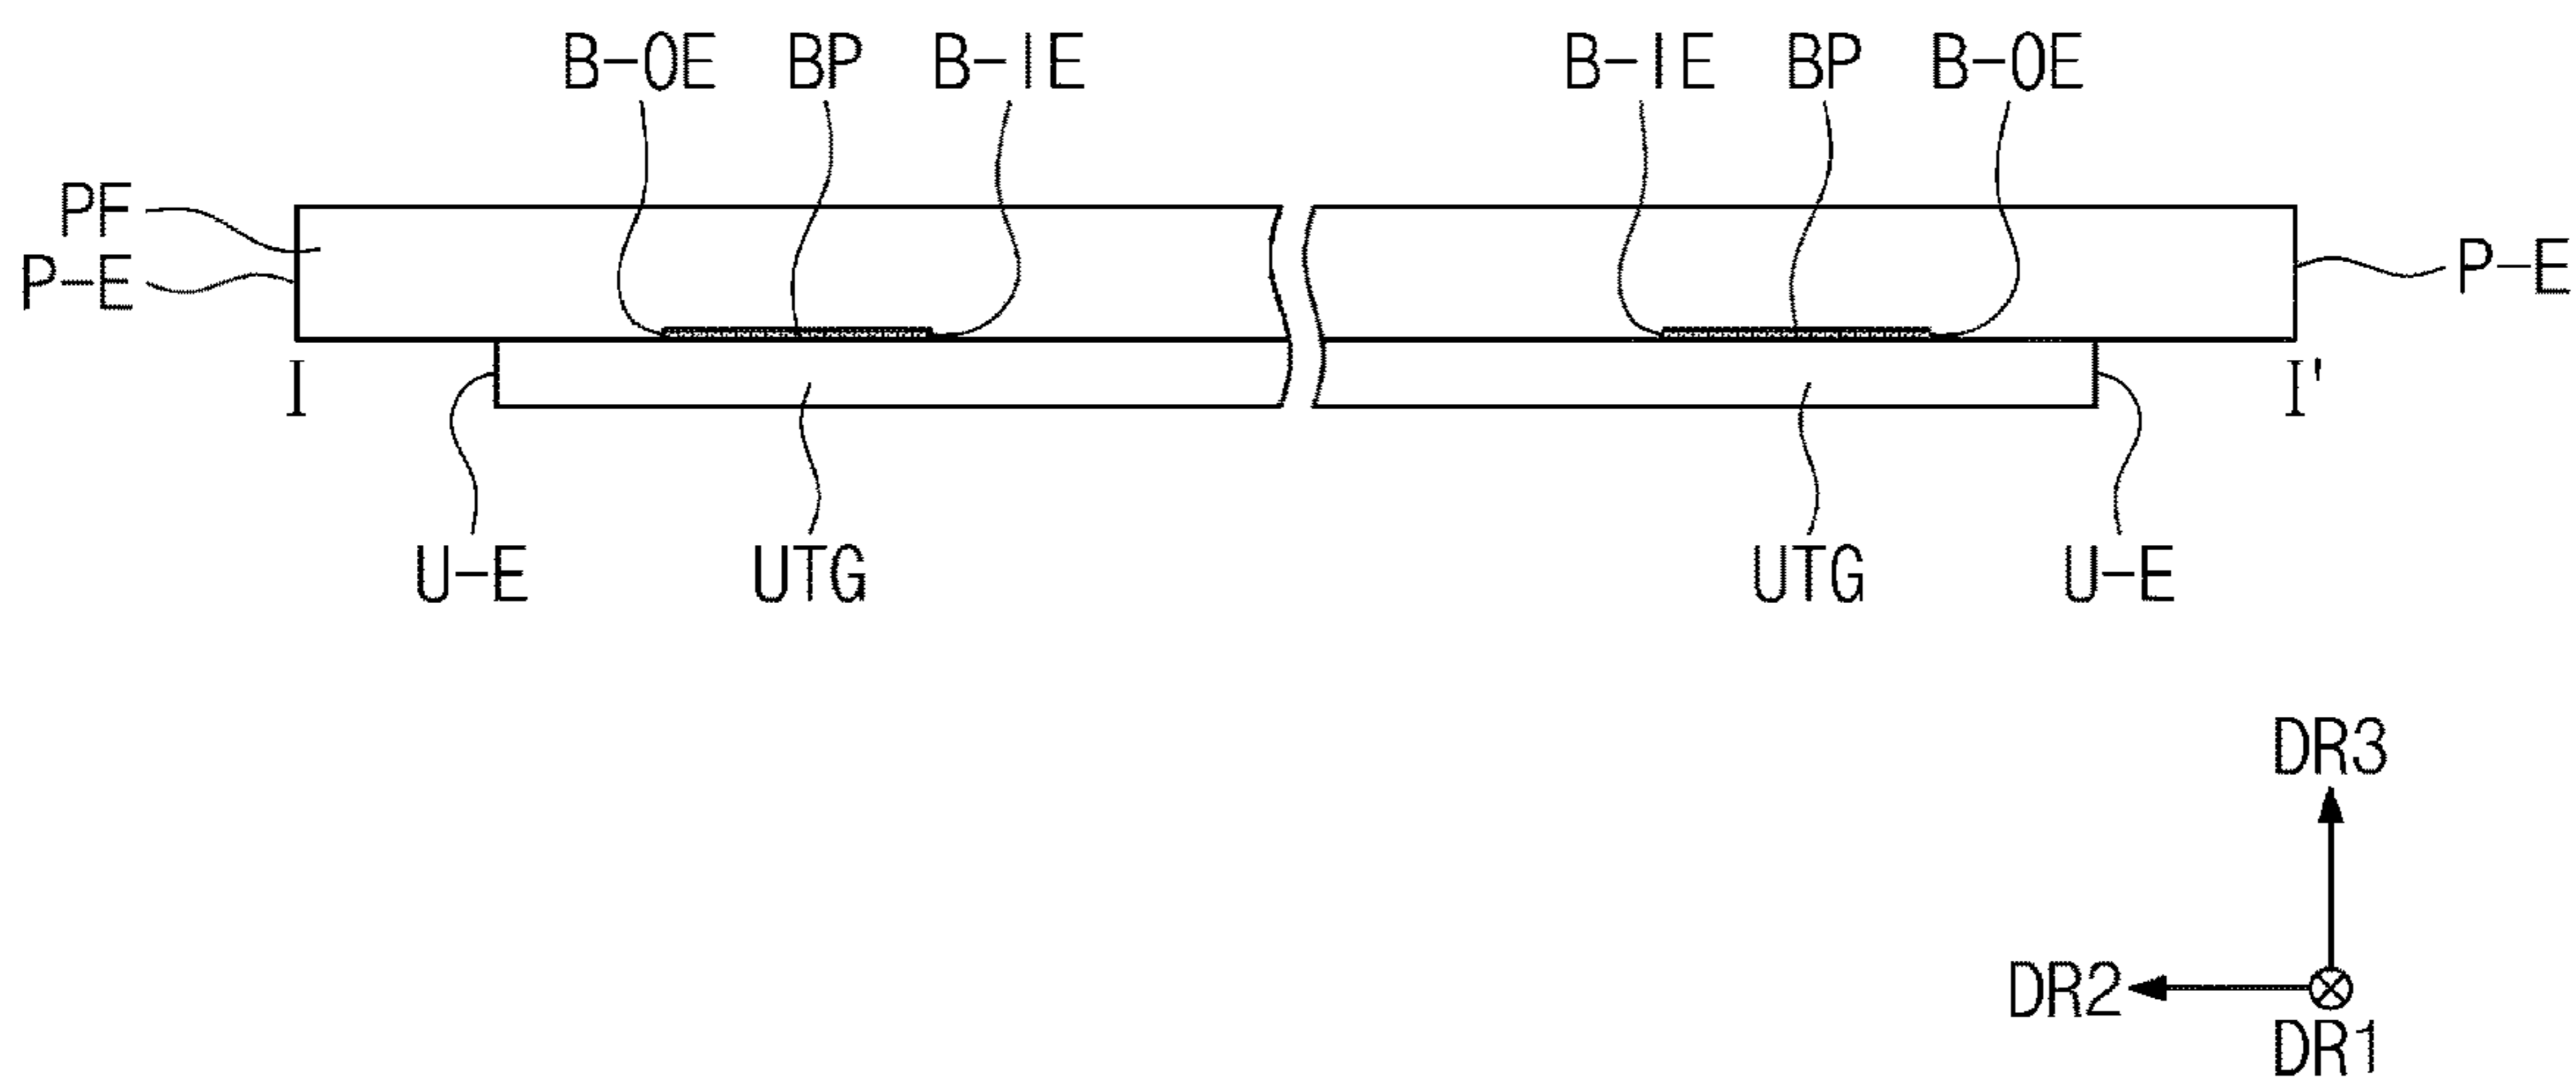 B-OE BP B-IE B-IE BP B-OE
PF
P-E P-E
I I'
U-E UTG UTG U-E
DR3
DR2
DR1